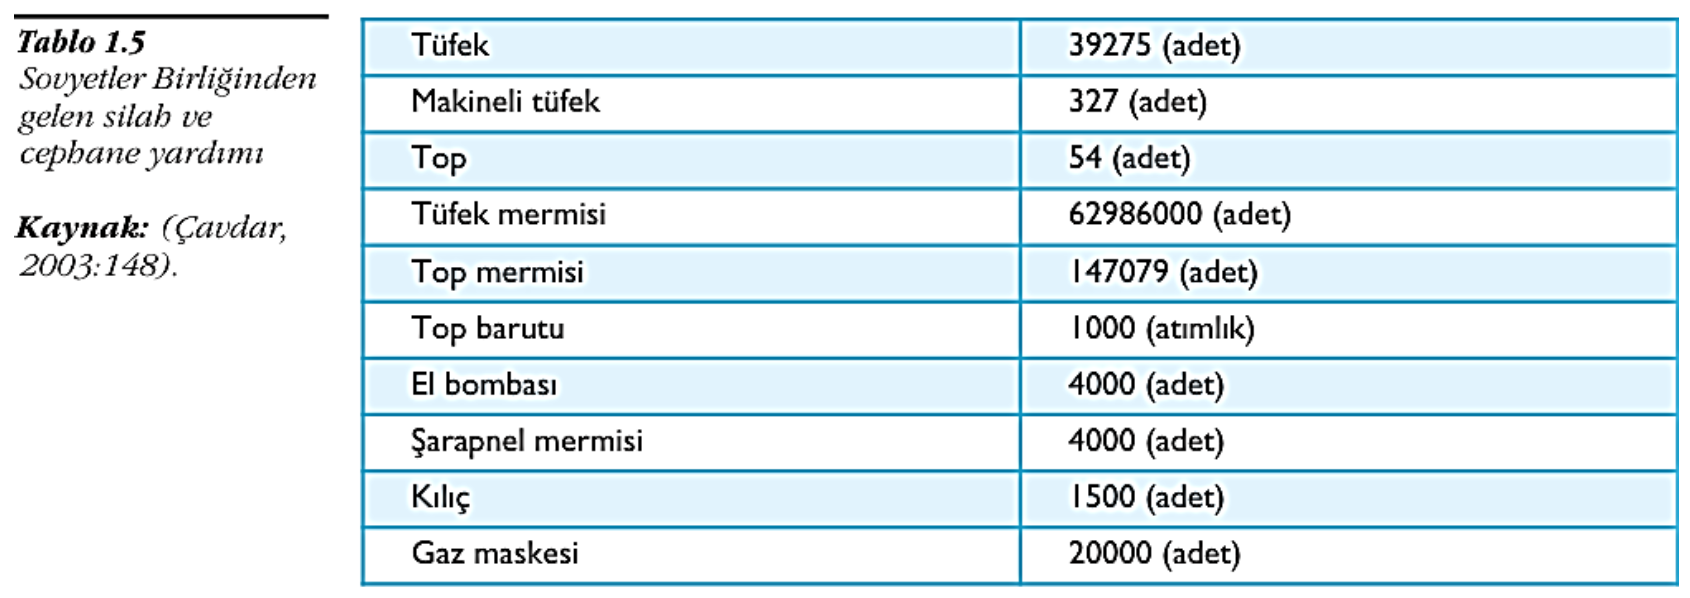 Tablo 1.5
Sovyetler Birliğinden
gelen silah ve
cephane yardımı
Kaynak: (Çavdar,
2003:148).
Tüfek 39275 (adet)
Makineli tüfek 327 (adet)
Top 54 (adet)
Tüfek mermisi 62986000 (adet)
Top mermisi 147079 (adet)
Top barutu 1000 (atımlık)
El bombası 4000 (adet)
Şarapnel mermisi 4000 (adet)
Kılıç 1500 (adet)
Gaz maskesi 20000 (adet)